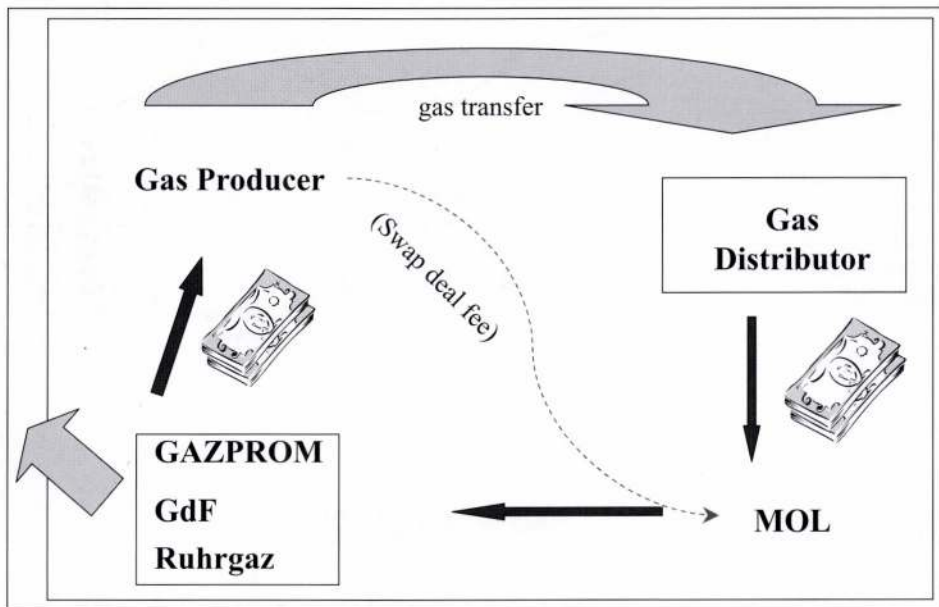 gas transfer
Gas Producer
Gas
Distributor
(Swap deal fee)
GAZPROM
GdF
Ruhrgaz
MOL